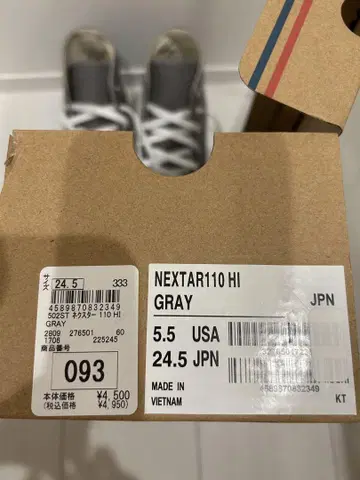 サイズ 24.5 333
4589870832349
502ST ネクスター 110 HI
GRAY
2809 276501 60
1706 225245
商品番号
093
本体価格 ¥4,500
(税込価格 ¥4,950)
NEXTAR110 HI
GRAY JPN
5.5 USA
24.5 JPN
MADE IN
VIETNAM
4589870832349
KT